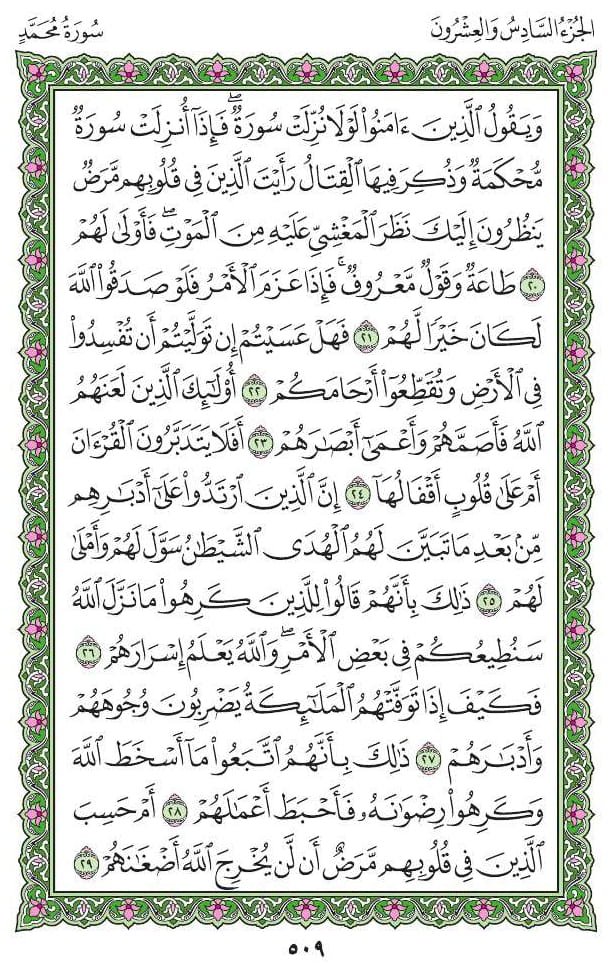 الجُزْءُ السَّادِسُ وَالعِشْرُونَ
سُورَةُ مُحَمَّدٍ
وَيَقُولُ ٱلَّذِينَ ءَامَنُوا۟ لَوْلَا نُزِّلَتْ سُورَةٌ ۖ فَإِذَآ أُنزِلَتْ سُورَةٌ
مُّحْكَمَةٌ وَذُكِرَ فِيهَا ٱلْقِتَالُ رَأَيْتَ ٱلَّذِينَ فِى قُلُوبِهِم مَّرَضٌ
يَنظُرُونَ إِلَيْكَ نَظَرَ ٱلْمَغْشِىِّ عَلَيْهِ مِنَ ٱلْمَوْتِ ۖ فَأَوْلَىٰ لَهُمْ
٢٠ طَاعَةٌ وَقَوْلٌ مَّعْرُوفٌ ۚ فَإِذَا عَزَمَ ٱلْأَمْرُ فَلَوْ صَدَقُوا۟ ٱللَّهَ
لَكَانَ خَيْرًا لَّهُمْ ٢١ فَهَلْ عَسَيْتُمْ إِن تَوَلَّيْتُمْ أَن تُفْسِدُوا۟
فِى ٱلْأَرْضِ وَتُقَطِّعُوٓا۟ أَرْحَامَكُمْ ٢٢ أُو۟لَـٰٓئِكَ ٱلَّذِينَ لَعَنَهُمُ
ٱللَّهُ فَأَصَمَّهُمْ وَأَعْمَىٰٓ أَبْصَـٰرَهُمْ ٢٣ أَفَلَا يَتَدَبَّرُونَ ٱلْقُرْءَانَ
أَمْ عَلَىٰ قُلُوبٍ أَقْفَالُهَآ ٢٤ إِنَّ ٱلَّذِينَ ٱرْتَدُّوا۟ عَلَىٰٓ أَدْبَـٰرِهِم
مِّنۢ بَعْدِ مَا تَبَيَّنَ لَهُمُ ٱلْهُدَى ٱلشَّيْطَـٰنُ سَوَّلَ لَهُمْ وَأَمْلَىٰ
لَهُمْ ٢٥ ذَٰلِكَ بِأَنَّهُمْ قَالُوا۟ لِلَّذِينَ كَرِهُوا۟ مَا نَزَّلَ ٱللَّهُ
سَنُطِيعُكُمْ فِى بَعْضِ ٱلْأَمْرِ ۖ وَٱللَّهُ يَعْلَمُ إِسْرَارَهُمْ ٢٦
فَكَيْفَ إِذَا تَوَفَّتْهُمُ ٱلْمَلَـٰٓئِكَةُ يَضْرِبُونَ وُجُوهَهُمْ
وَأَدْبَـٰرَهُمْ ٢٧ ذَٰلِكَ بِأَنَّهُمُ ٱتَّبَعُوا۟ مَآ أَسْخَطَ ٱللَّهَ
وَكَرِهُوا۟ رِضْوَٰنَهُۥ فَأَحْبَطَ أَعْمَـٰلَهُمْ ٢٨ أَمْ حَسِبَ
ٱلَّذِينَ فِى قُلُوبِهِم مَّرَضٌ أَن لَّن يُخْرِجَ ٱللَّهُ أَضْغَـٰنَهُمْ ٢٩
٥٠٩